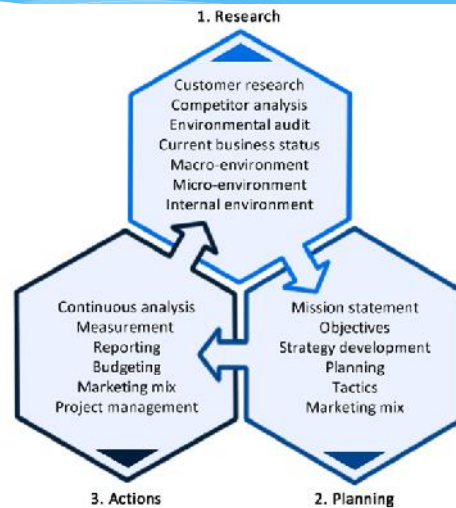 1. Research
Customer research
Competitor analysis
Environmental audit
Current business status
Macro-environment
Micro-environment
Internal environment
Continuous analysis
Measurement
Reporting
Budgeting
Marketing mix
Project management
Mission statement
Objectives
Strategy development
Planning
Tactics
Marketing mix
3. Actions
2. Planning